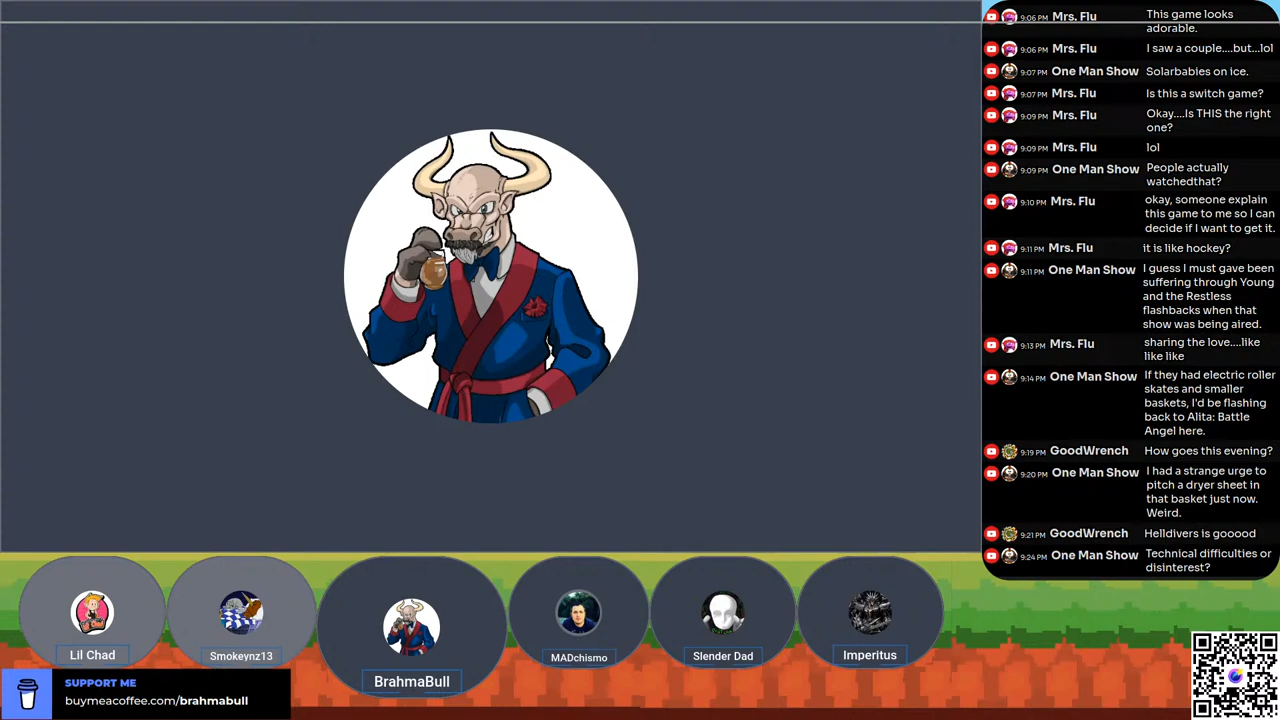 9:06 PM Mrs. Flu This game looks
adorable.
9:06 PM Mrs. Flu I saw a couple....but...lol
9:07 PM One Man Show Solarbabies on ice.
9:07 PM Mrs. Flu Is this a switch game?
9:09 PM Mrs. Flu Okay....Is THIS the right
one?
9:09 PM Mrs. Flu lol
9:09 PM One Man Show People actually
watchedthat?
9:10 PM Mrs. Flu okay, someone explain
this game to me so I can
decide if I want to get it.
9:11 PM Mrs. Flu it is like hockey?
9:11 PM One Man Show I guess I must gave been
suffering through Young
and the Restless
flashbacks when that
show was being aired.
9:13 PM Mrs. Flu sharing the love....like
like like
9:14 PM One Man Show If they had electric roller
skates and smaller
baskets, I'd be flashing
back to Alita: Battle
Angel here.
9:19 PM GoodWrench How goes this evening?
9:20 PM One Man Show I had a strange urge to
pitch a dryer sheet in
that basket just now.
Weird.
9:21 PM GoodWrench Helldivers is gooood
9:24 PM One Man Show Technical difficulties or
disinterest?
Lil Chad
Smokeynz13
BrahmaBull
MADchismo
Slender Dad
Imperitus
SUPPORT ME
buymeacoffee.com/brahmabull